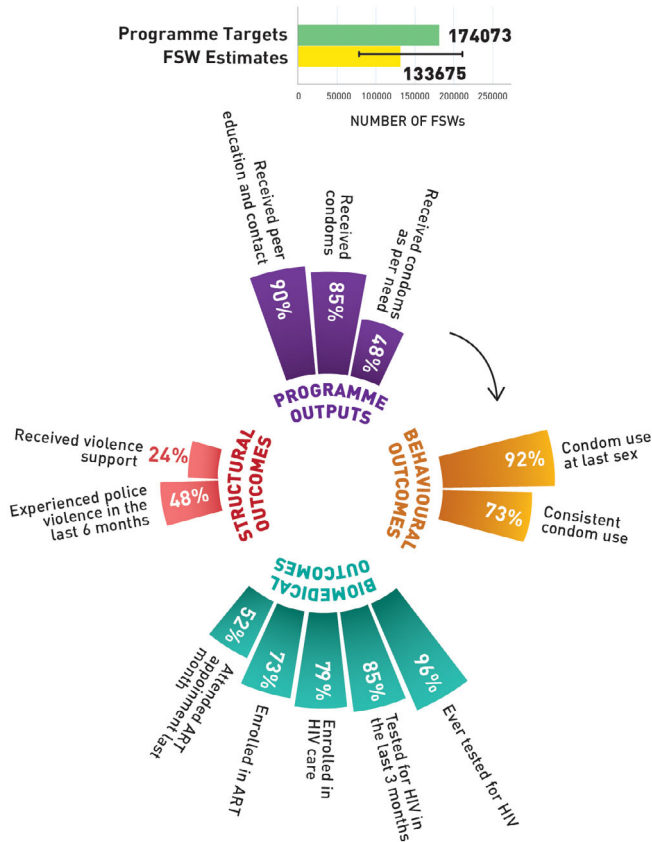 Programme Targets
174073
FSW Estimates
133675
0 50000 100000 150000 200000 250000
NUMBER OF FSWs
Received peer
education and contact
90%
Received
condoms
85%
Received condoms
as per need
48%
PROGRAMME
OUTPUTS
BEHAVIOURAL
OUTCOMES
92%
Condom use
at last sex
73%
Consistent
condom use
BIOMEDICAL
OUTCOMES
96%
Ever tested for HIV
85%
Tested for HIV in
the last 3 months
79%
Enrolled in
HIV care
73%
Enrolled in ART
52%
Attended ART
appointment last
month
STRUCTURAL
OUTCOMES
48%
Experienced police
violence in the
last 6 months
24%
Received violence
support